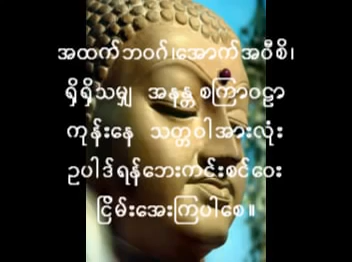 အထက်ဘဝဂ်၊အောက်အဝီစိ၊
ရှိရှိသမျှ အနန္တ စကြာဝဠာ
ကုန်းနေ သတ္တဝါအားလုံး
ဥပါဒ်ရန်ဘေးကင်းစင်ဝေး
ငြိမ်းအေးကြပါစေ။